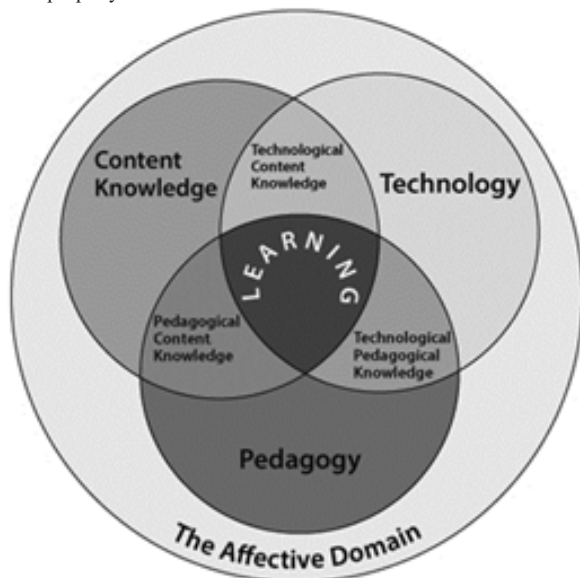 Technological
Content
Knowledge
Content
Knowledge
Technology
LEARNING
Pedagogical
Content
Knowledge
Technological
Pedagogical
Knowledge
Pedagogy
The Affective Domain